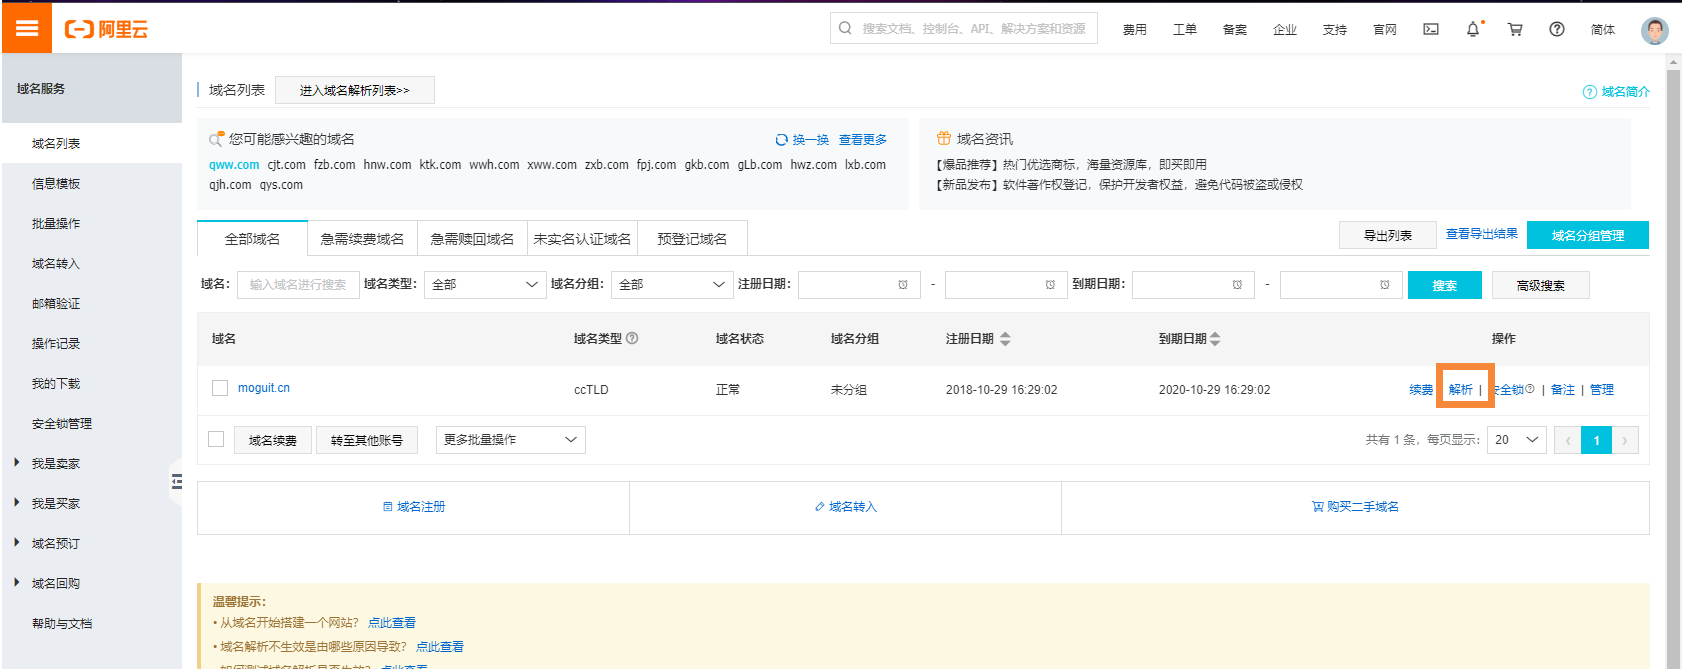 阿里云
搜索文档、控制台、API、解决方案和资源
费用 工单 备案 企业 支持 官网 简体
域名服务
域名列表
信息模板
批量操作
域名转入
邮箱验证
操作记录
我的下载
安全锁管理
我是卖家
我是买家
域名预订
域名回购
帮助与文档
域名列表 进入域名解析列表>> 域名简介
您可能感兴趣的域名 换一换 查看更多
qww.com cjt.com fzb.com hnw.com ktk.com wwh.com xww.com zxb.com fpj.com gkb.com gLb.com hwz.com lxb.com
qjh.com qys.com
域名资讯
【爆品推荐】热门优选商标，海量资源库，即买即用
【新品发布】软件著作权登记，保护开发者权益，避免代码被盗或侵权
全部域名 急需续费域名 急需赎回域名 未实名认证域名 预登记域名 导出列表 查看导出结果 域名分组管理
域名： 输入域名进行搜索 域名类型： 全部 域名分组： 全部 注册日期： - 到期日期： - 搜索 高级搜索
域名 域名类型 域名状态 域名分组 注册日期 到期日期 操作
moguit.cn ccTLD 正常 未分组 2018-10-29 16:29:02 2020-10-29 16:29:02 续费 解析 | 安全锁 | 备注 | 管理
域名续费 转至其他账号 更多批量操作 共有 1 条，每页显示： 20 1
域名注册 域名转入 购买二手域名
温馨提示：
• 从域名开始搭建一个网站？ 点此查看
• 域名解析不生效是由哪些原因导致？ 点此查看
• 如何测试域名解析是否生效？ 点此查看